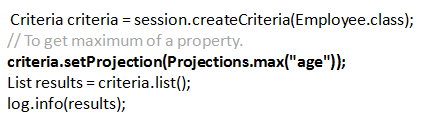 Criteria criteria = session.createCriteria(Employee.class);
// To get maximum of a property.
criteria.setProjection(Projections.max("age"));
List results = criteria.list();
log.info(results);